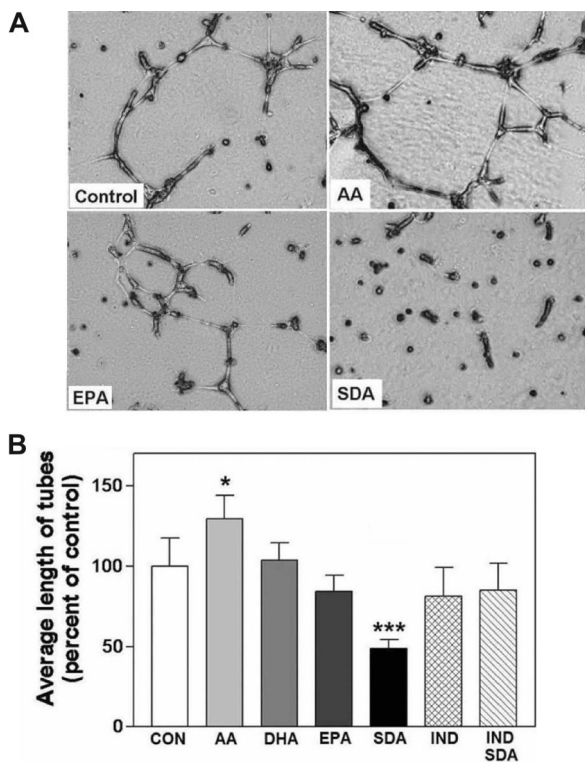 A
Control
AA
EPA
SDA
B
Average length of tubes
(percent of control)
150
100
50
0
*
***
CON AA DHA EPA SDA IND IND
SDA